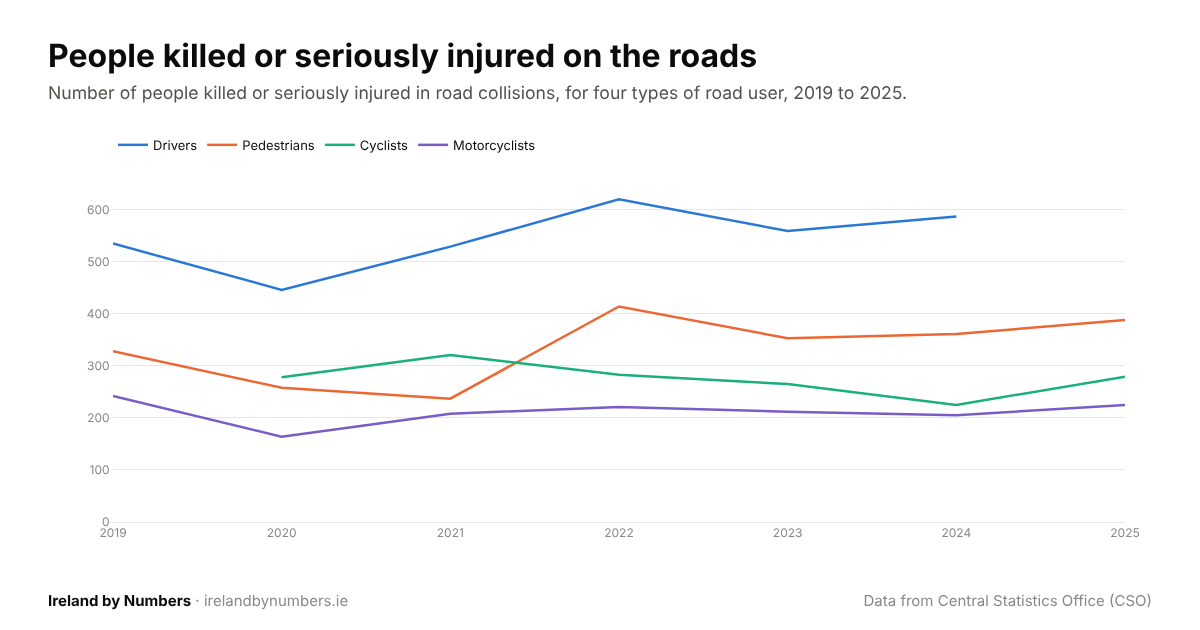 People killed or seriously injured on the roads
Number of people killed or seriously injured in road collisions, for four types of road user, 2019 to 2025.
Drivers Pedestrians Cyclists Motorcyclists
600
500
400
300
200
100
0
2019 2020 2021 2022 2023 2024 2025
Ireland by Numbers · irelandbynumbers.ie Data from Central Statistics Office (CSO)